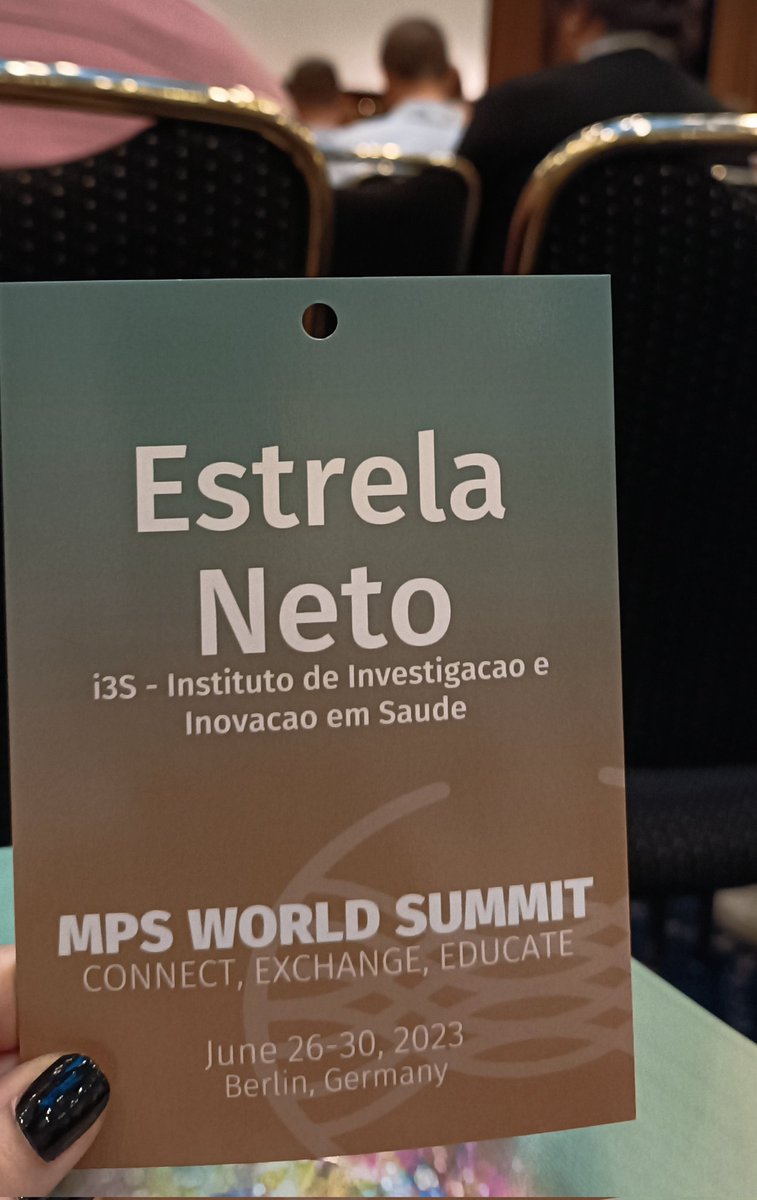 Estrela
Neto
i3S - Instituto de Investigacao e
Inovacao em Saude
MPS WORLD SUMMIT
CONNECT, EXCHANGE, EDUCATE
June 26-30, 2023
Berlin, Germany